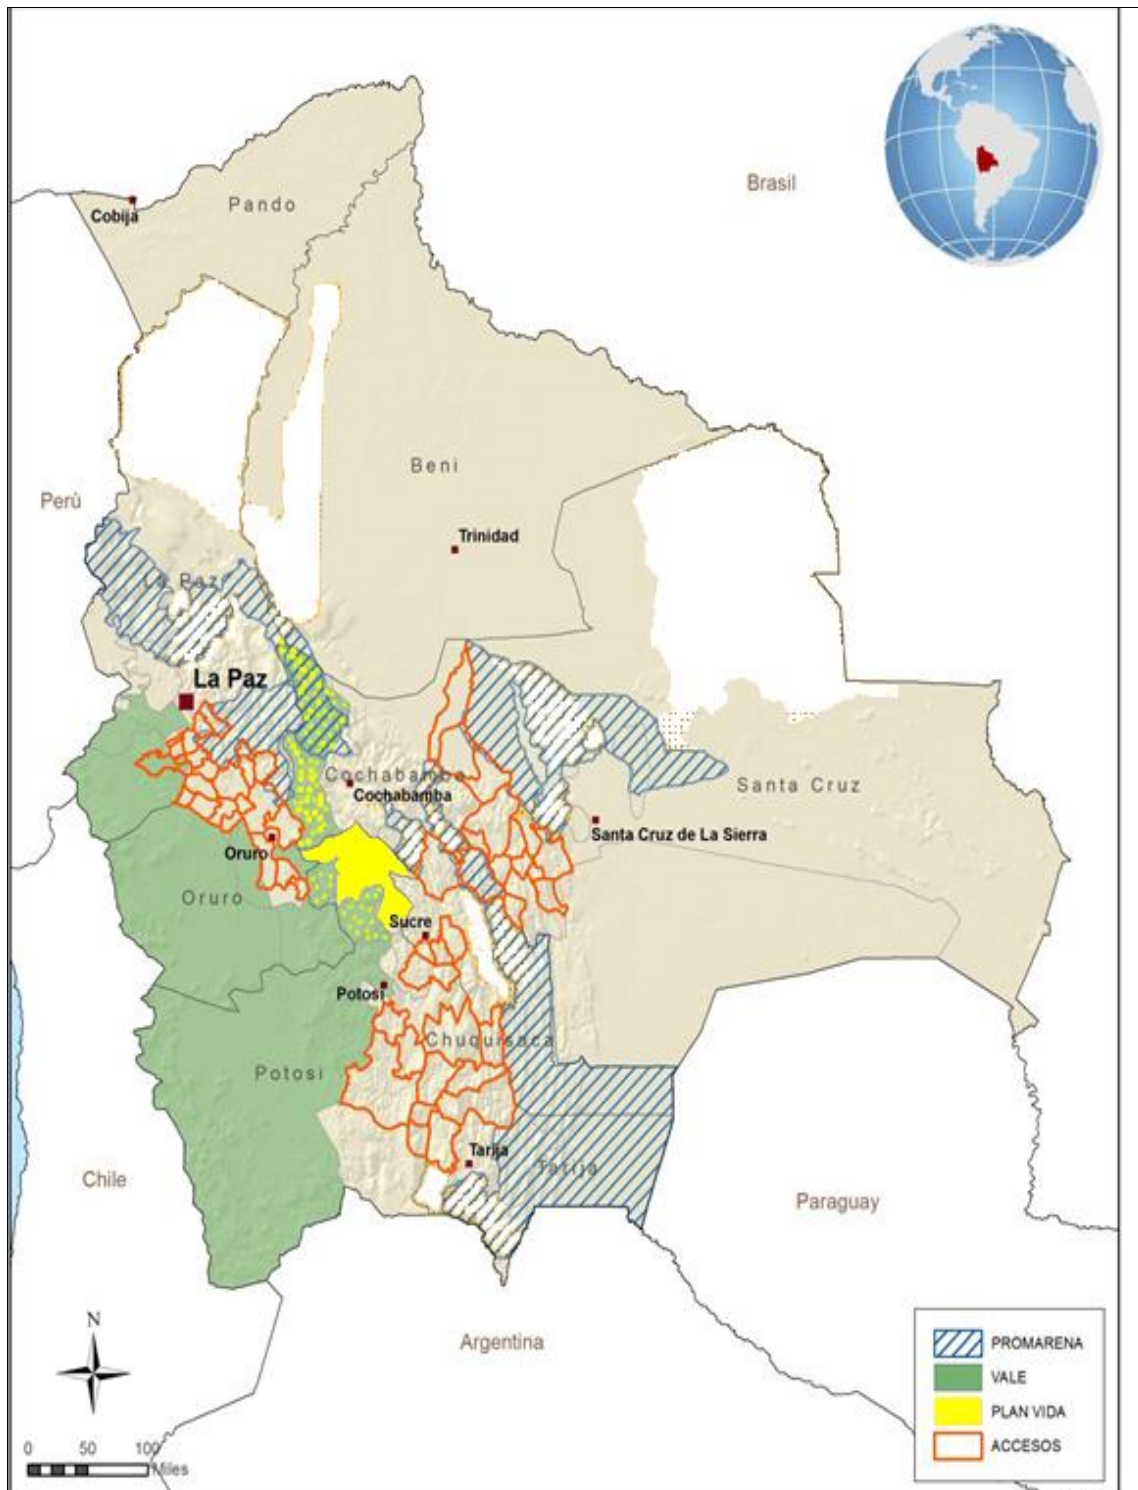 Brasil
Pando
Cobija
Beni
Perù
Trinidad
La Paz
La Paz
Cochabamba
Cochabamba
Santa Cruz
Santa Cruz de La Sierra
Oruro
Oruro
Sucre
Potosi
Chuquisaca
Potosi
Tarija
Tarija
Chile
Paraguay
Argentina
N
0 50 100
Miles
PROMARENA
VALE
PLAN VIDA
ACCESOS